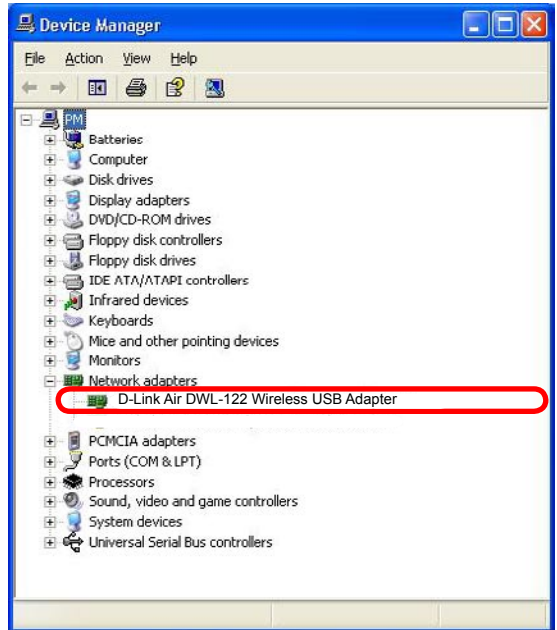 Device Manager
File Action View Help
PM
Batteries
Computer
Disk drives
Display adapters
DVD/CD-ROM drives
Floppy disk controllers
Floppy disk drives
IDE ATA/ATAPI controllers
Infrared devices
Keyboards
Mice and other pointing devices
Monitors
Network adapters
D-Link Air DWL-122 Wireless USB Adapter
PCMCIA adapters
Ports (COM & LPT)
Processors
Sound, video and game controllers
System devices
Universal Serial Bus controllers